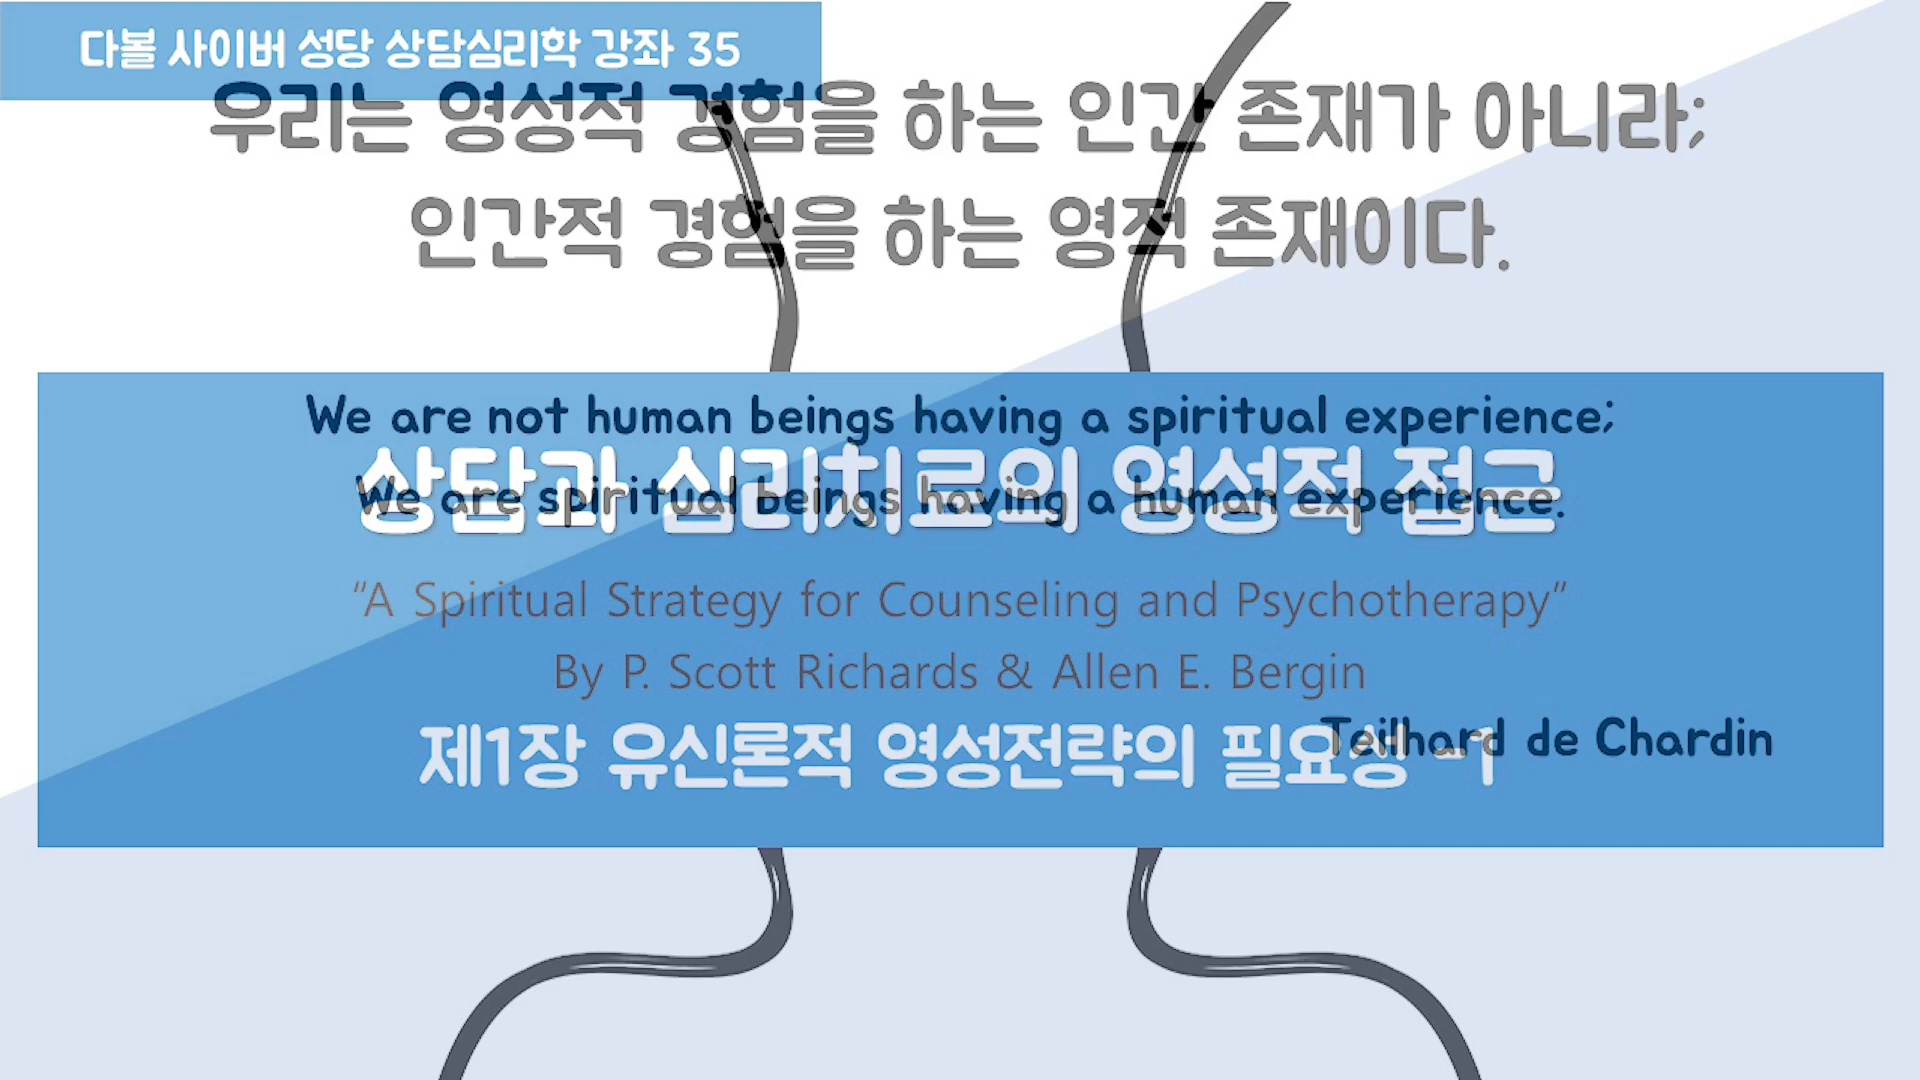 다볼 사이버 성당 상담심리학 강좌 35
우리는 영성적 경험을 하는 인간 존재가 아니라;
인간적 경험을 하는 영적 존재이다.
We are not human beings having a spiritual experience;
상담과 심리치료의 영성적 접근
We are spiritual beings having a human experience.
"A Spiritual Strategy for Counseling and Psychotherapy"
By P. Scott Richards & Allen E. Bergin
Teilhard de Chardin
제1장 유신론적 영성전략의 필요성 -1